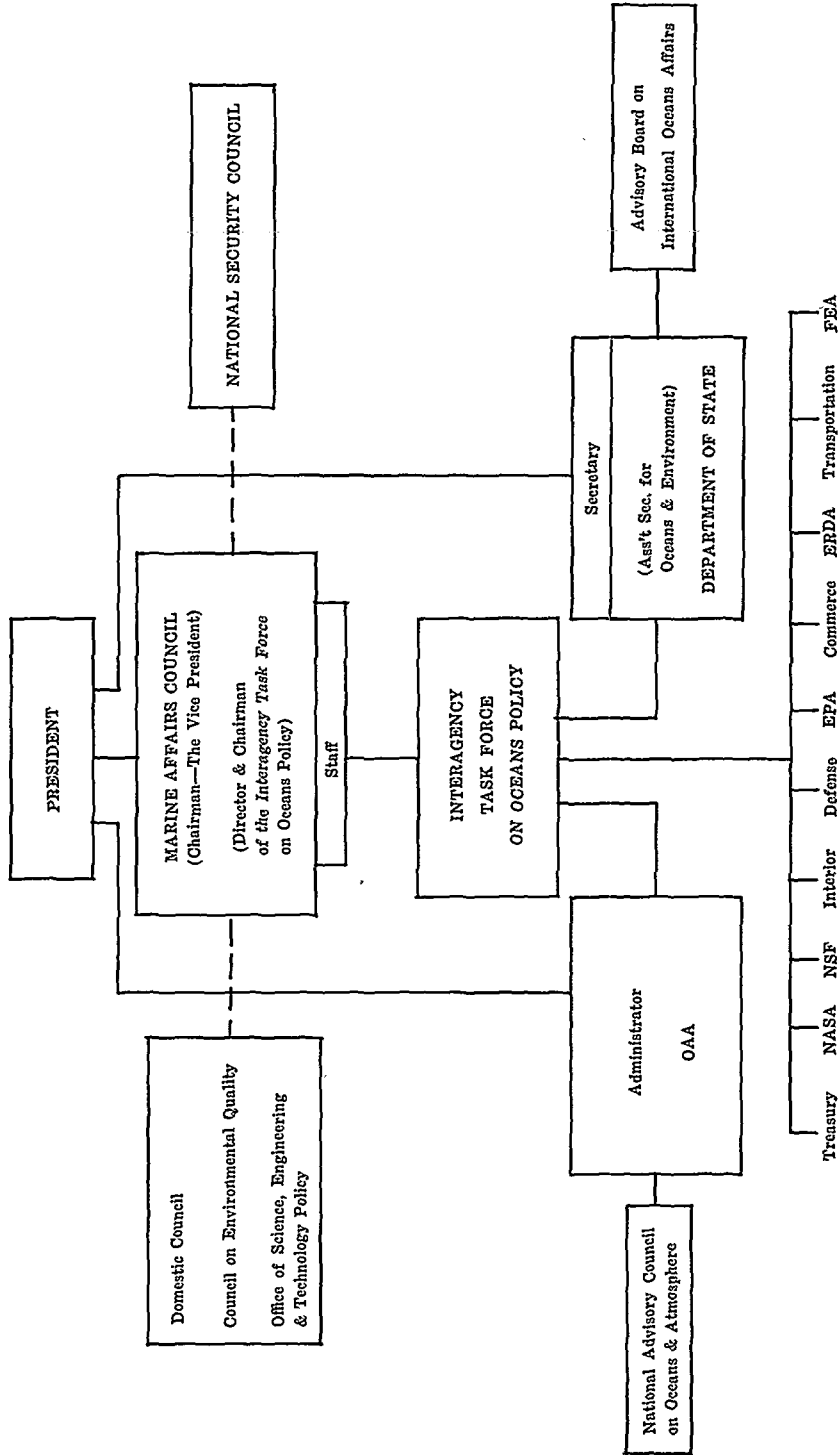 PRESIDENT
MARINE AFFAIRS COUNCIL
(Chairman—The Vice President)
(Director & Chairman
of the Interagency Task Force
on Oceans Policy)
Staff
NATIONAL SECURITY COUNCIL
Domestic Council
Council on Environmental Quality
Office of Science, Engineering
& Technology Policy
INTERAGENCY
TASK FORCE
ON OCEANS POLICY
Administrator
OAA
National Advisory Council
on Oceans & Atmosphere
Secretary
(Ass't Sec. for
Oceans & Environment)
DEPARTMENT OF STATE
Advisory Board on
International Oceans Affairs
Treasury NASA NSF Interior Defense EPA Commerce ERDA Transportation FEA